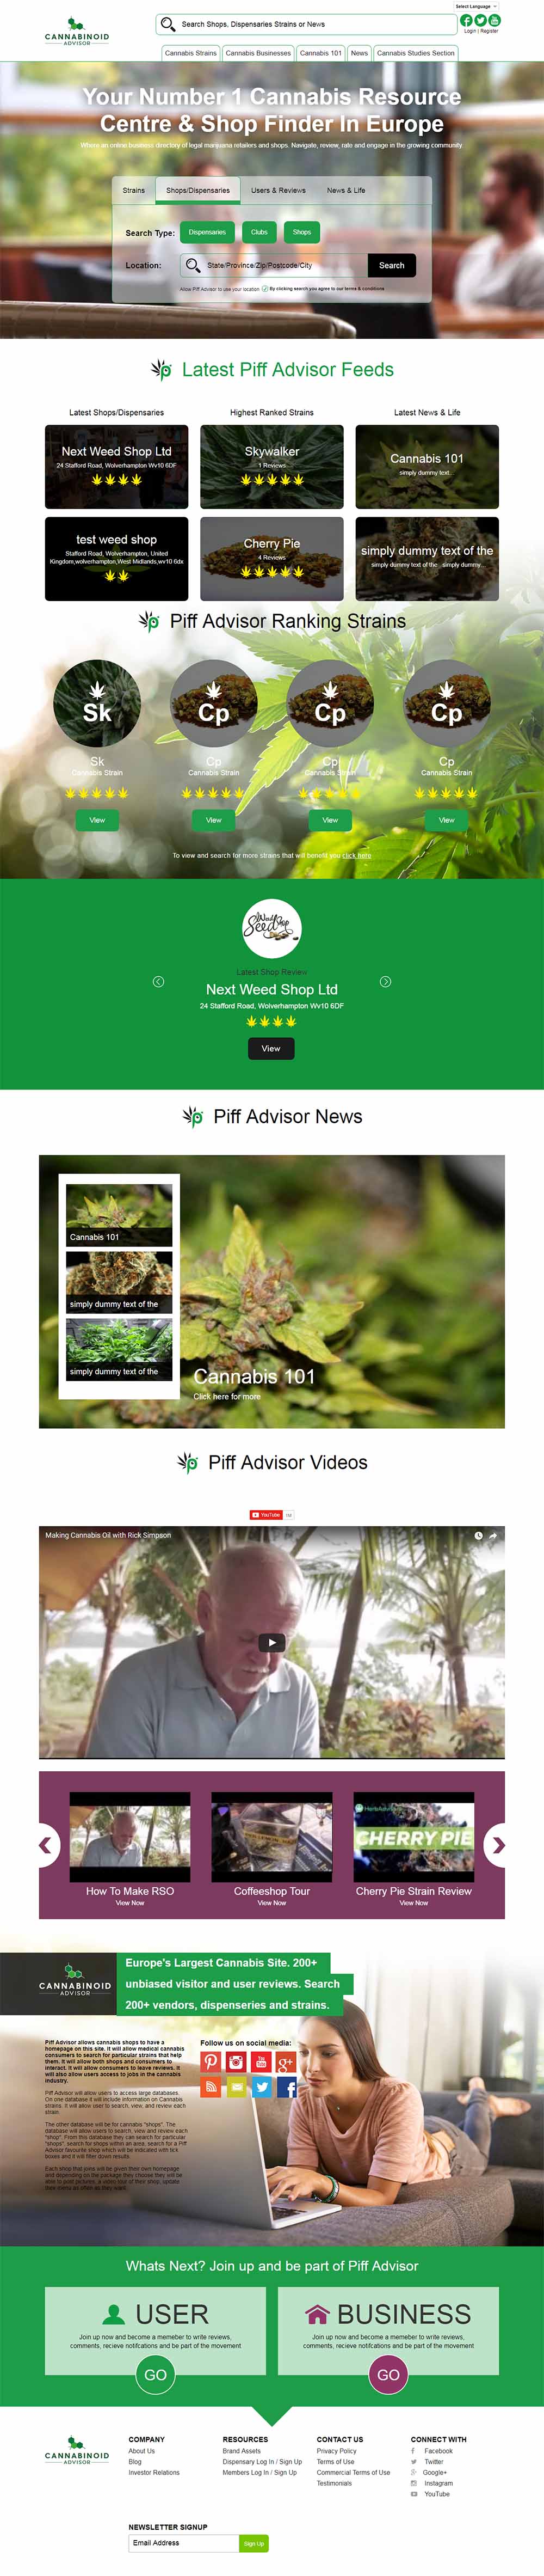 Select Language
CANNABINOID
ADVISOR
Search Shops, Dispensaries Strains or News
Login | Register
Cannabis Strains
Cannabis Businesses
Cannabis 101
News
Cannabis Studies Section
Your Number 1 Cannabis Resource
Centre & Shop Finder In Europe
Where an online business directory of legal marijuana retailers and shops. Navigate, review, rate and engage in the growing community.
Strains
Shops/Dispensaries
Users & Reviews
News & Life
Search Type:
Dispensaries
Clubs
Shops
Location:
State/Province/Zip/Postcode/City
Search
Allow Piff Advisor to use your location
By clicking search you agree to our terms & conditions
Latest Piff Advisor Feeds
Latest Shops/Dispensaries
Highest Ranked Strains
Latest News & Life
Next Weed Shop Ltd
24 Stafford Road, Wolverhampton Wv10 6DF
Skywalker
1 Reviews
Cannabis 101
simply dummy text..
test weed shop
Stafford Road, Wolverhampton, United
Kingdom,wolverhampton,West Midlands,wv10 6dx
Cherry Pie
4 Reviews
simply dummy text of the
simply dummy text of the simply dummy..
Piff Advisor Ranking Strains
Sk
Cp
Cp
Cp
Sk
Cannabis Strain
Cp
Cannabis Strain
Cp
Cannabis Strain
Cp
Cannabis Strain
View
View
View
View
To view and search for more strains that will benefit you click here
Weed
Seed Shop
Latest Shop Review
Next Weed Shop Ltd
24 Stafford Road, Wolverhampton Wv10 6DF
View
Piff Advisor News
Cannabis 101
simply dummy text of the
simply dummy text of the
Cannabis 101
Click here for more
Piff Advisor Videos
YouTube
1M
Making Cannabis Oil with Rick Simpson
CHERRY PIE
How To Make RSO
View Now
Coffeeshop Tour
View Now
Cherry Pie Strain Review
View Now
CANNABINOID
ADVISOR
Europe's Largest Cannabis Site. 200+
unbiased visitor and user reviews. Search
200+ vendors, dispenseries and strains.
Piff Advisor allows cannabis shops to have a
homepage on this site. It will allow medical cannabis
consumers to search for particular strains that help
them. It will allow both shops and consumers to
interact. It will allow consumers to leave reviews. It
will also allow users access to jobs in the cannabis
industry.
Piff Advisor will allow users to access large databases.
On one database it will include information on Cannabis
strains. It will allow user to search, view, and review each
strain.
The other database will be for cannabis "shops". The
database will allow users to search, view and review each
"shop". From this database they can search for particular
"shops", search for shops within an area, search for a Piff
Advisor favourite shop which will be indicated with tick
boxes and it will filter down results.
Each shop that joins will be given their own homepage
and depending on the package they choose they will be
able to post pictures, a video tour of their shop, update
their menu as often as they want.
Follow us on social media:
Whats Next? Join up and be part of Piff Advisor
USER
Join up now and become a memeber to write reviews,
comments, recieve notifcations and be part of the movement
GO
BUSINESS
Join up now and become a memeber to write reviews,
comments, recieve notifcations and be part of the movement
GO
CANNABINOID
ADVISOR
COMPANY
About Us
Blog
Investor Relations
RESOURCES
Brand Assets
Dispensary Log In / Sign Up
Members Log In / Sign Up
CONTACT US
Privacy Policy
Terms of Use
Commercial Terms of Use
Testimonials
CONNECT WITH
Facebook
Twitter
Google+
Instagram
YouTube
NEWSLETTER SIGNUP
Email Address
Sign Up